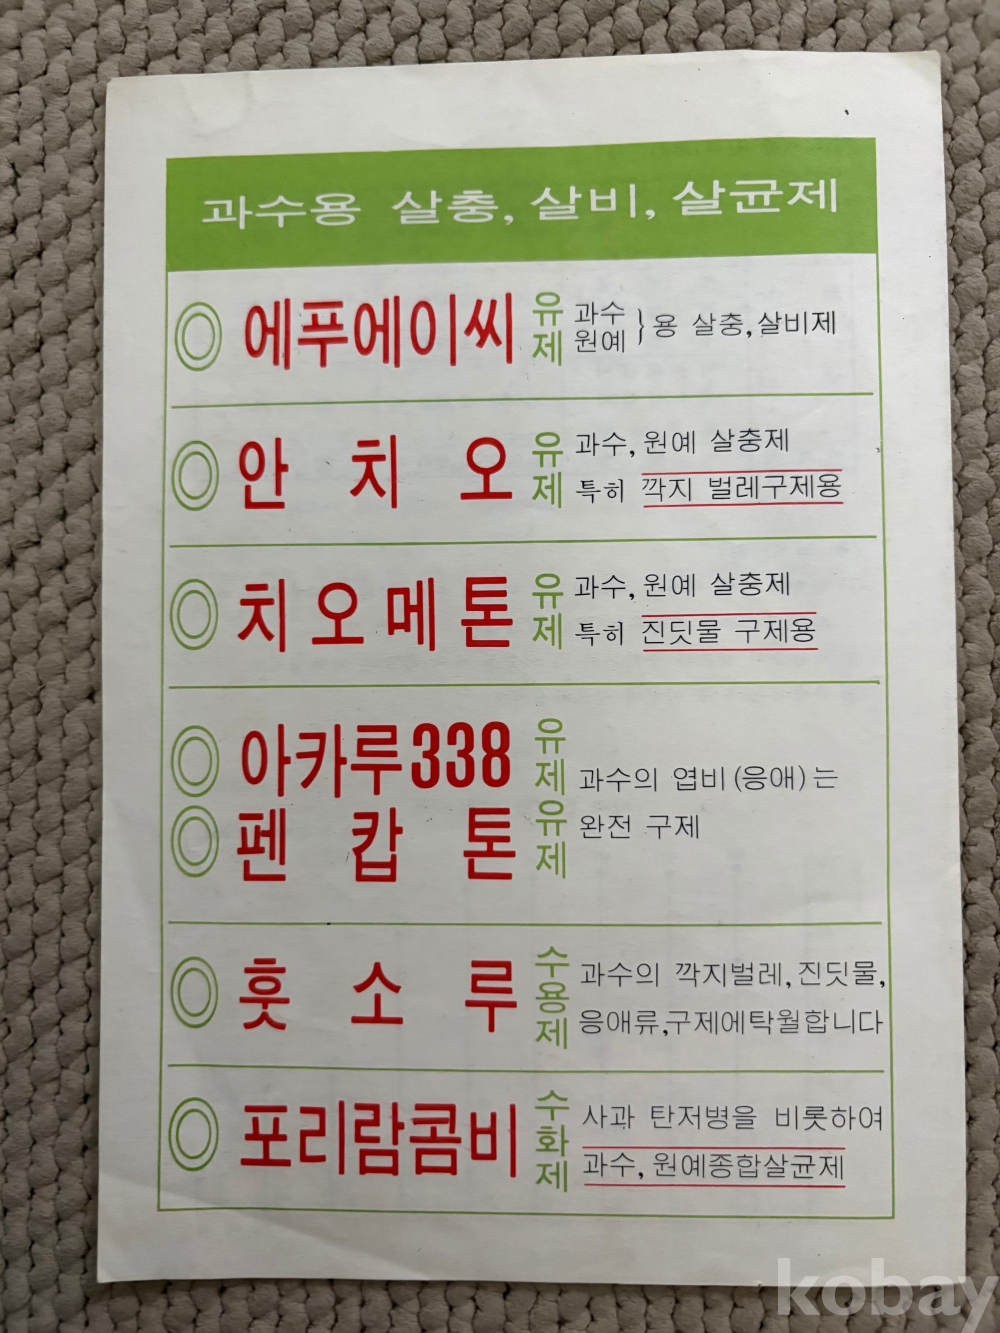 과수용 살충, 살비, 살균제
◎ 에푸에이씨 유제 과수 원예 } 용 살충, 살비제
◎ 안치오 유제 과수, 원예 살충제
특히 깍지 벌레구제용
◎ 치오메톤 유제 과수, 원예 살충제
특히 진딧물 구제용
◎ 아카루338 유제 과수의 엽비 (응애) 는
◎ 펜캅톤 유제 완전 구제
◎ 훗소루 수용제 과수의 깍지벌레, 진딧물,
응애류,구제에탁월합니다
◎ 포리람콤비 수화제 사과 탄저병을 비롯하여
과수, 원예종합살균제
kobay